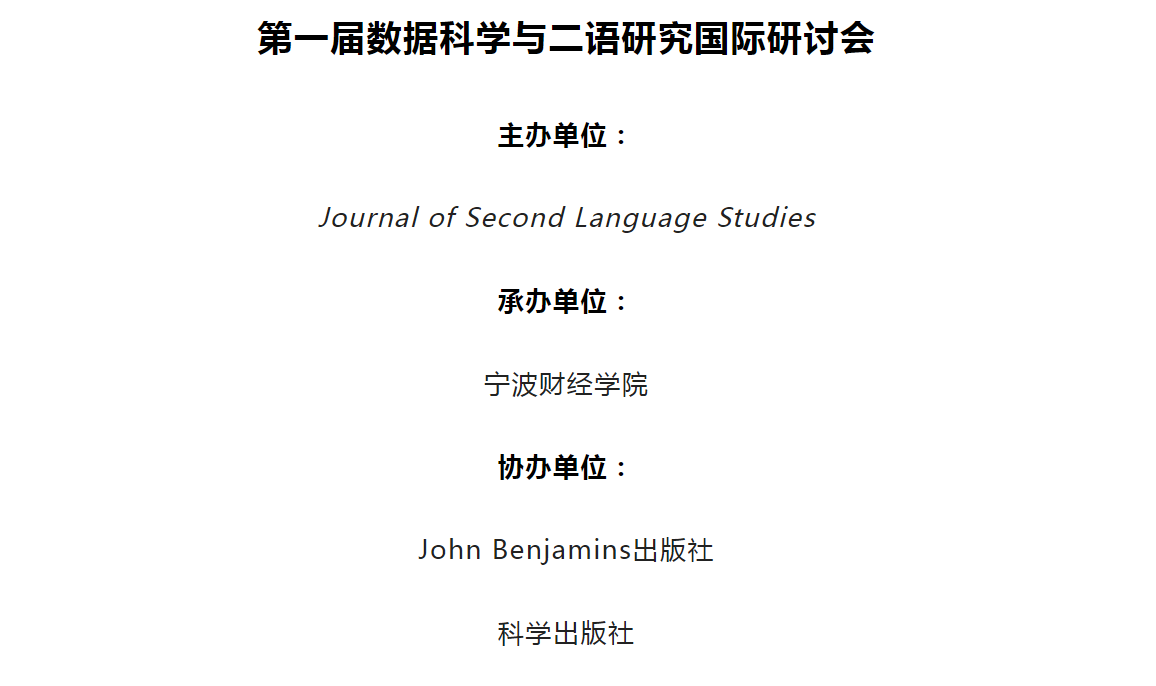 第一届数据科学与二语研究国际研讨会
主办单位：
Journal of Second Language Studies
承办单位：
宁波财经学院
协办单位：
John Benjamins出版社
科学出版社